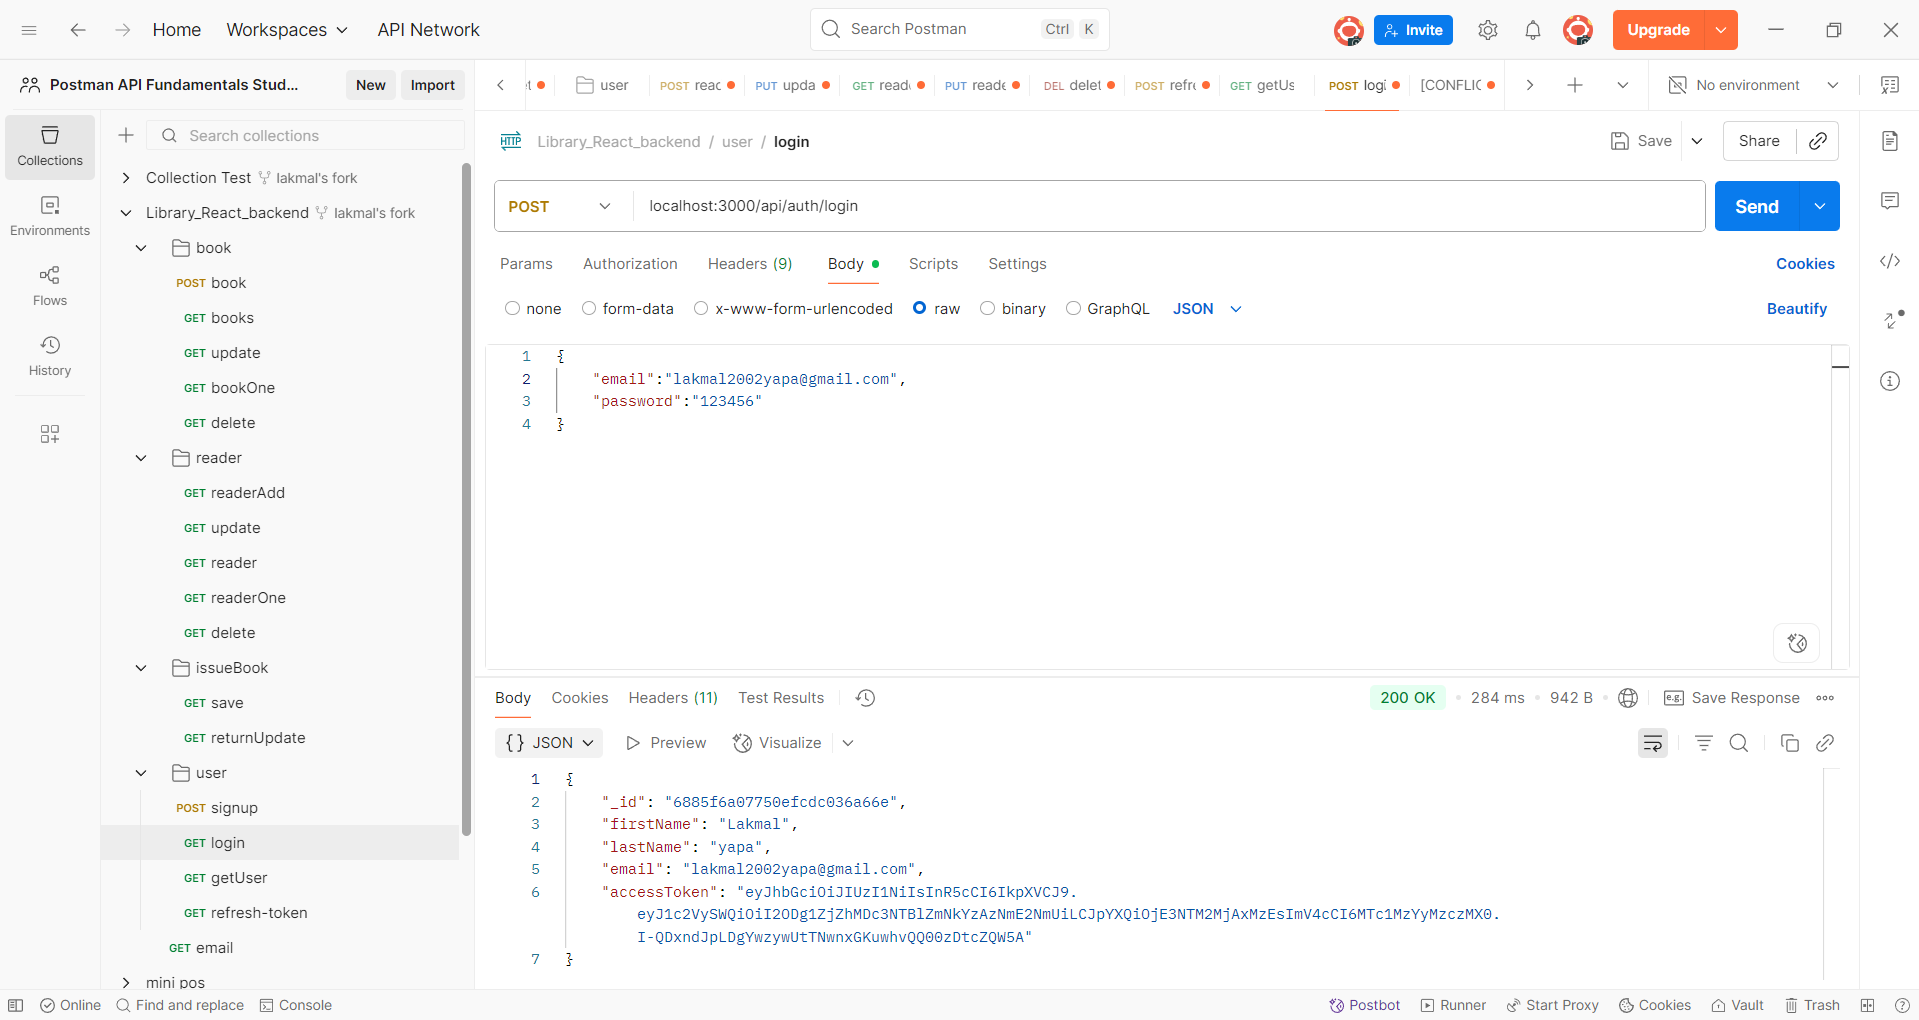 Home Workspaces API Network Search Postman Ctrl K Invite Upgrade
Postman API Fundamentals Stud... New Import
user POST reac PUT upda GET read PUT reade DEL delet POST refr GET getUs POST logi [CONFLIC No environment
Collections
Environments
Flows
History
Search collections
Collection Test lakmal's fork
Library_React_backend lakmal's fork
book
POST book
GET books
GET update
GET bookOne
GET delete
reader
GET readerAdd
GET update
GET reader
GET readerOne
GET delete
issueBook
GET save
GET returnUpdate
user
POST signup
GET login
GET getUser
GET refresh-token
GET email
mini pos
HTTP Library_React_backend / user / login Save Share
POST localhost:3000/api/auth/login Send
Params Authorization Headers (9) Body Scripts Settings Cookies
none form-data x-www-form-urlencoded raw binary GraphQL JSON Beautify
1 {
2 "email":"lakmal2002yapa@gmail.com",
3 "password":"123456"
4 }
Body Cookies Headers (11) Test Results 200 OK 284 ms 942 B e.g. Save Response
{} JSON Preview Visualize
1 {
2 "_id": "6885f6a07750efcdc036a66e",
3 "firstName": "Lakmal",
4 "lastName": "yapa",
5 "email": "lakmal2002yapa@gmail.com",
6 "accessToken": "eyJhbGciOiJIUzI1NiIsInR5cCI6IkpXVCJ9.
eyJ1c2VySWQiOiI2ODg1ZjZhMDc3NTBlZmNkYzAzNmE2NmUiLCJpYXQiOjE3NTM2MjAxMzEsImV4cCI6MTc1MzYyMzczMX0.
I-QDxndJpLDgYwzywUtTNwnxGKuwhvQQ00zDtcZQW5A"
7 }
Online Find and replace Console Postbot Runner Start Proxy Cookies Vault Trash